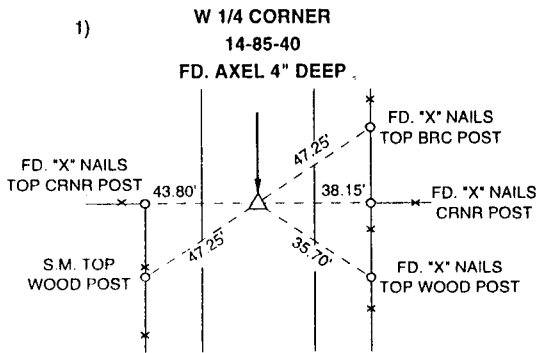 1)
W 1/4 CORNER
14-85-40
FD. AXEL 4" DEEP
FD. "X" NAILS
TOP BRC POST
47.25'
FD. "X" NAILS
TOP CRNR POST
43.80'
38.15'
FD. "X" NAILS
CRNR POST
47.25'
35.70'
S.M. TOP
WOOD POST
FD. "X" NAILS
TOP WOOD POST